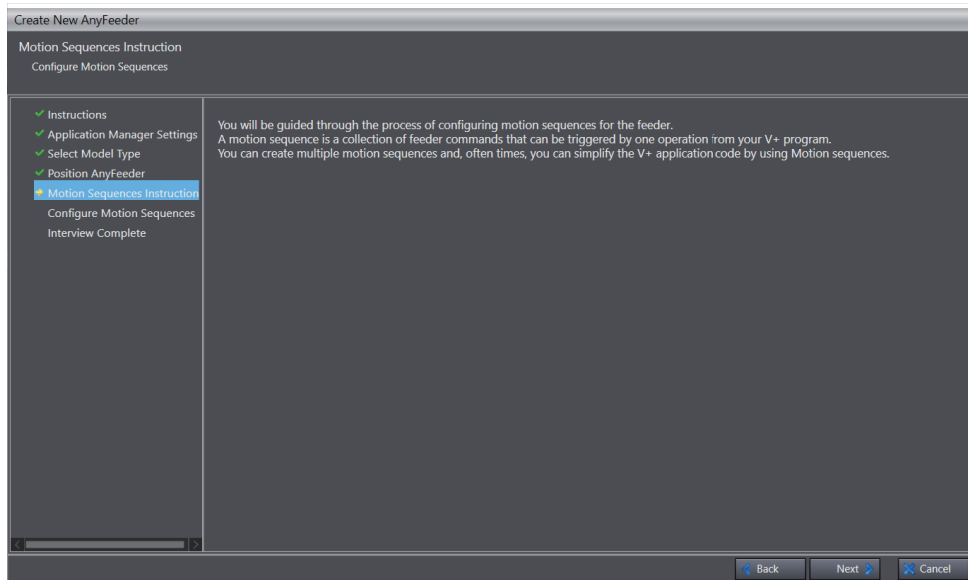 Create New AnyFeeder
Motion Sequences Instruction
Configure Motion Sequences
Instructions
Application Manager Settings
Select Model Type
Position AnyFeeder
Motion Sequences Instruction
Configure Motion Sequences
Interview Complete
You will be guided through the process of configuring motion sequences for the feeder.
A motion sequence is a collection of feeder commands that can be triggered by one operation from your V+ program.
You can create multiple motion sequences and, often times, you can simplify the V+ application code by using Motion sequences.
Back
Next
Cancel